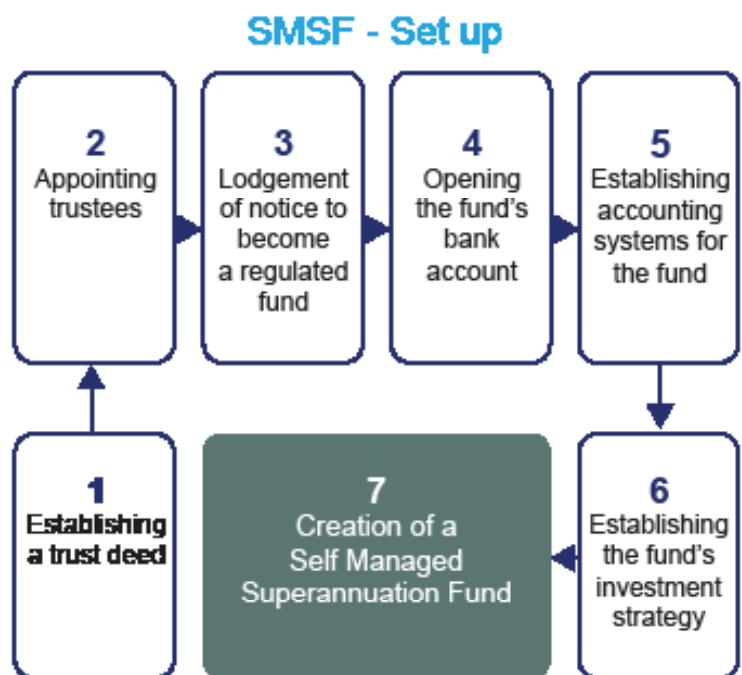 SMSF - Set up
1
Establishing
a trust deed
2
Appointing
trustees
3
Lodgement
of notice to
become
a regulated
fund
4
Opening
the fund's
bank
account
5
Establishing
accounting
systems for
the fund
6
Establishing
the fund's
investment
strategy
7
Creation of a
Self Managed
Superannuation Fund